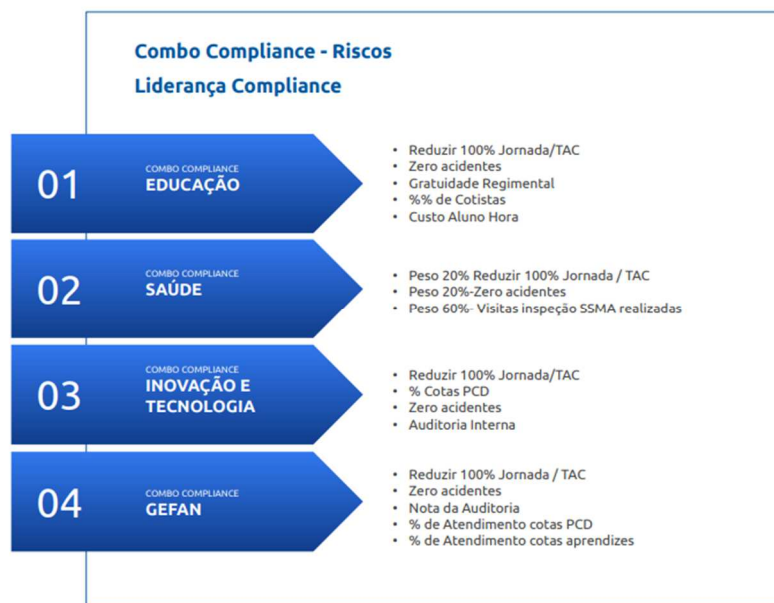 Combo Compliance - Riscos
Liderança Compliance
01
COMBO COMPLIANCE
EDUCAÇÃO
• Reduzir 100% Jornada/TAC
• Zero acidentes
• Gratuidade Regimental
• %% de Cotistas
• Custo Aluno Hora
02
COMBO COMPLIANCE
SAÚDE
• Peso 20% Reduzir 100% Jornada / TAC
• Peso 20%-Zero acidentes
• Peso 60%- Visitas inspeção SSMA realizadas
03
COMBO COMPLIANCE
INOVAÇÃO E
TECNOLOGIA
• Reduzir 100% Jornada/TAC
• % Cotas PCD
• Zero acidentes
• Auditoria Interna
04
COMBO COMPLIANCE
GEFAN
• Reduzir 100% Jornada / TAC
• Zero acidentes
• Nota da Auditoria
• % de Atendimento cotas PCD
• % de Atendimento cotas aprendizes